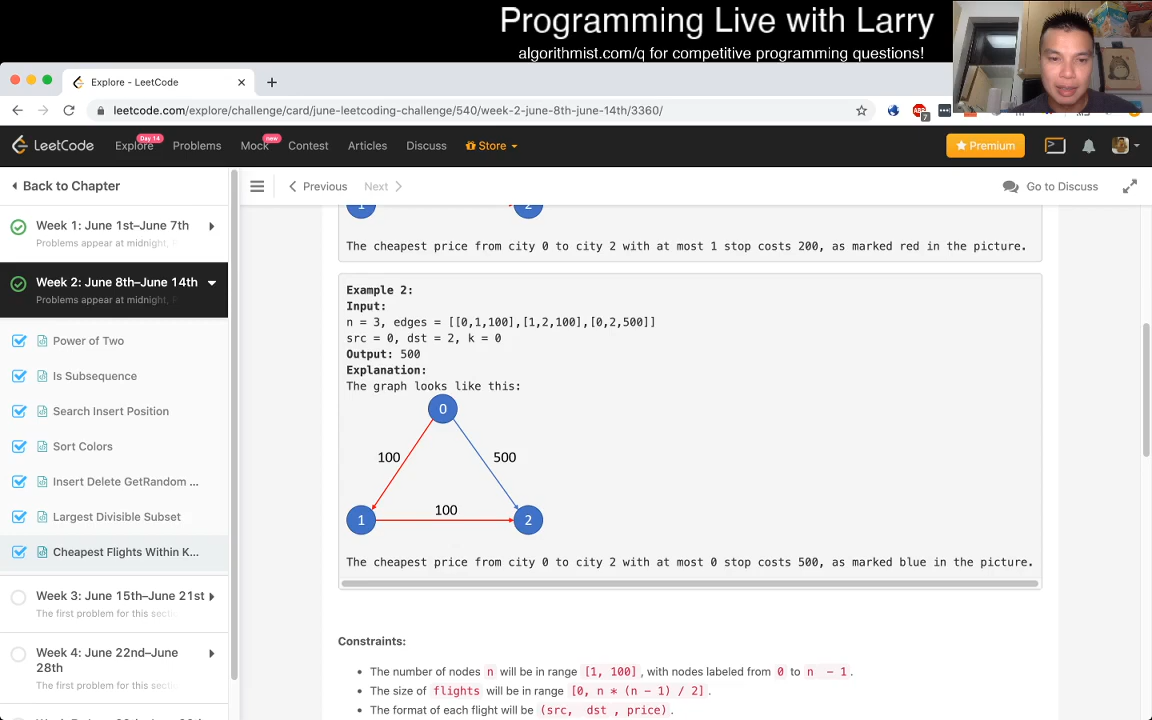 Programming Live with Larry
algorithmist.com/q for competitive programming questions!
Explore - LeetCode
leetcode.com/explore/challenge/card/june-leetcoding-challenge/540/week-2-june-8th-june-14th/3360/
ABP
7
LeetCode
Explore
Day 14
Problems
Mock
new
Contest
Articles
Discuss
Store
Premium
Back to Chapter
Previous
Next
Go to Discuss
Week 1: June 1st–June 7th
Problems appear at midnight,
Week 2: June 8th–June 14th
Problems appear at midnight,
Power of Two
Is Subsequence
Search Insert Position
Sort Colors
Insert Delete GetRandom ...
Largest Divisible Subset
Cheapest Flights Within K...
Week 3: June 15th–June 21st
The first problem for this
Week 4: June 22nd–June
28th
The first problem for this
1
2
The cheapest price from city 0 to city 2 with at most 1 stop costs 200, as marked red in the picture.
Example 2:
Input:
n = 3, edges = [[0,1,100],[1,2,100],[0,2,500]]
src = 0, dst = 2, k = 0
Output: 500
Explanation:
The graph looks like this:
0
100
500
100
1
2
The cheapest price from city 0 to city 2 with at most 0 stop costs 500, as marked blue in the picture.
Constraints:
• The number of nodes n will be in range [1, 100], with nodes labeled from 0 to n - 1.
• The size of flights will be in range [0, n * (n - 1) / 2].
• The format of each flight will be (src, dst , price).